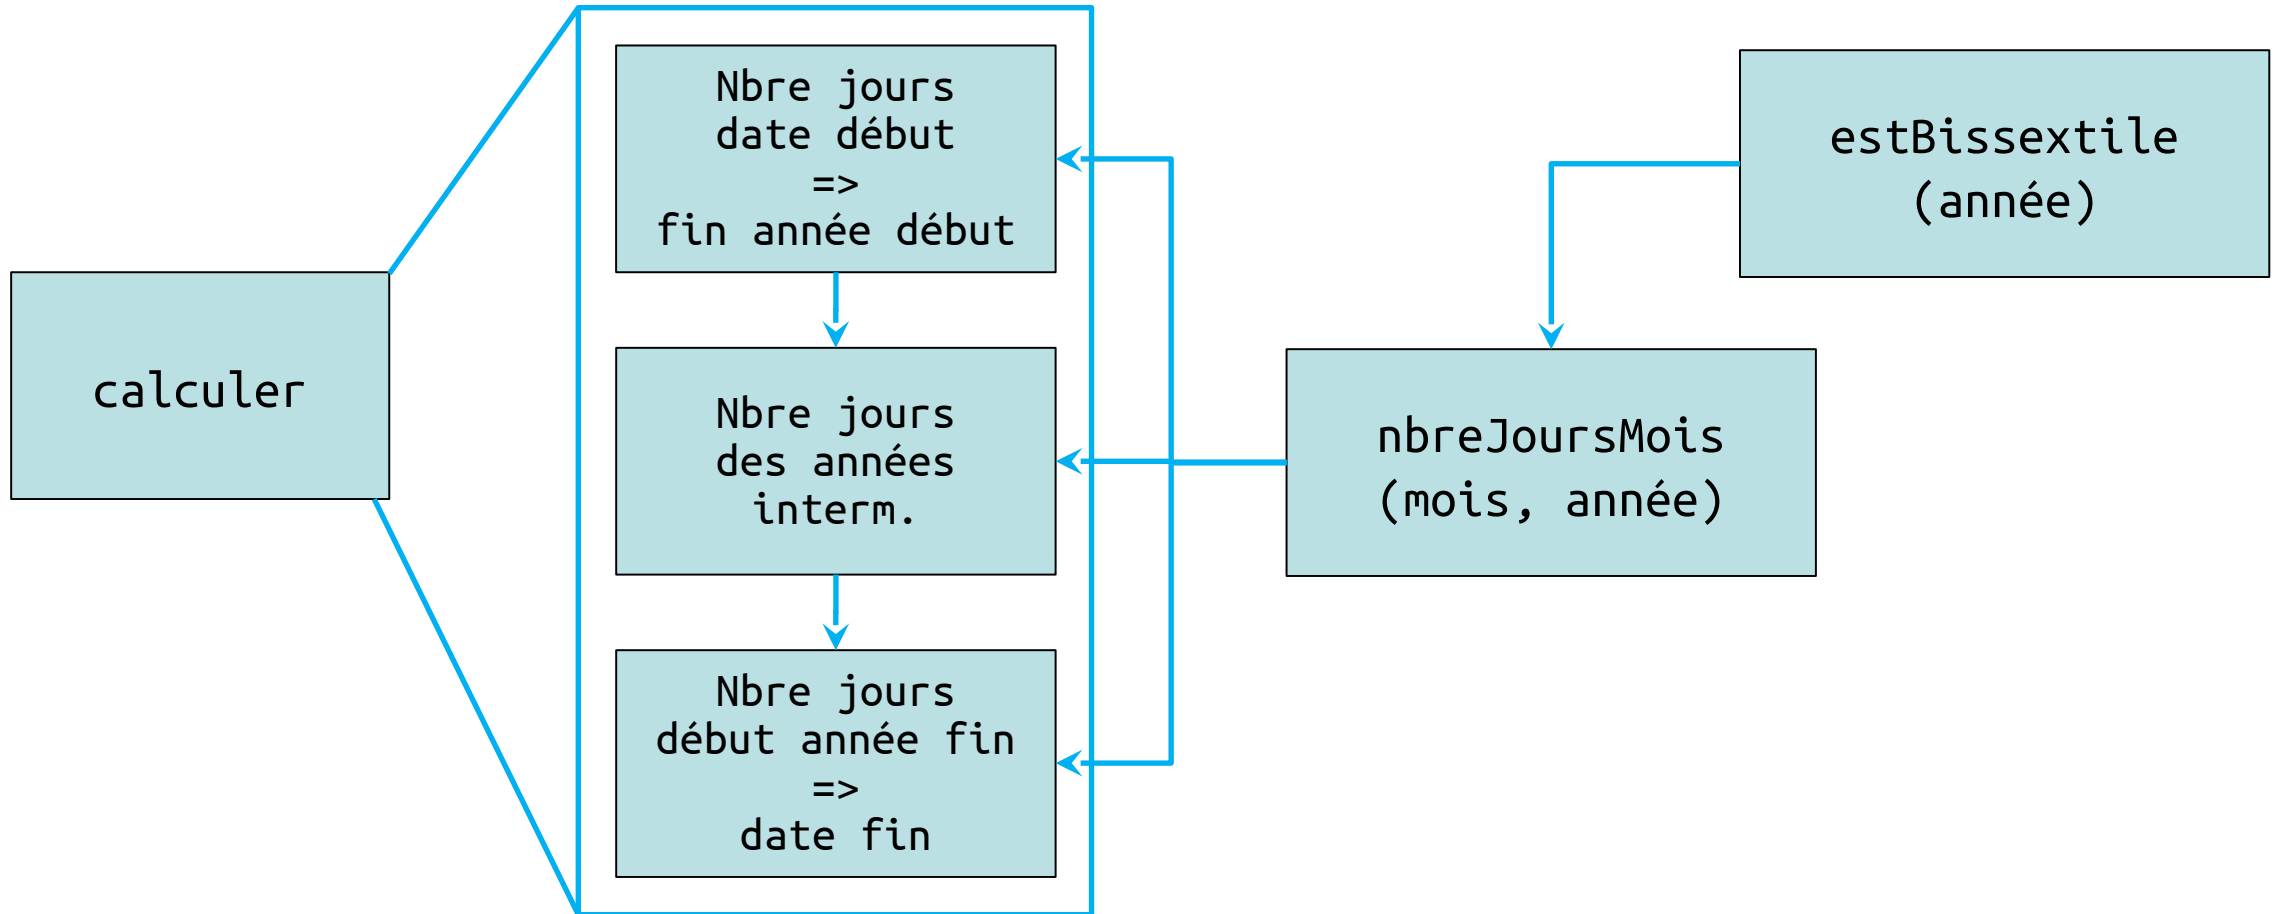 calculer
Nbre jours
date début
=>
fin année début
Nbre jours
des années
interm.
Nbre jours
début année fin
=>
date fin
nbreJoursMois
(mois, année)
estBissextile
(année)